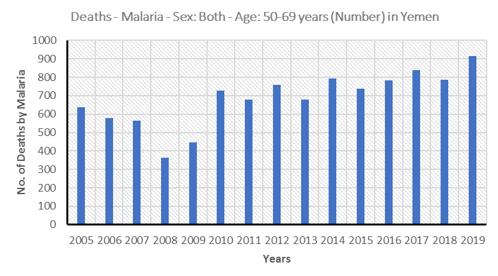 Deaths - Malaria - Sex: Both - Age: 50-69 years (Number) in Yemen
No. of Deaths by Malaria
1000
900
800
700
600
500
400
300
200
100
0
2005 2006 2007 2008 2009 2010 2011 2012 2013 2014 2015 2016 2017 2018 2019
Years